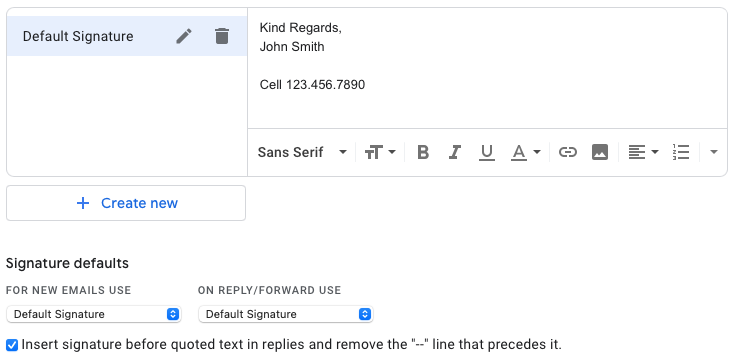 Default Signature
Kind Regards,
John Smith
Cell 123.456.7890
Sans Serif
B I U A
Create new
Signature defaults
FOR NEW EMAILS USE
ON REPLY/FORWARD USE
Default Signature
Default Signature
Insert signature before quoted text in replies and remove the "--" line that precedes it.